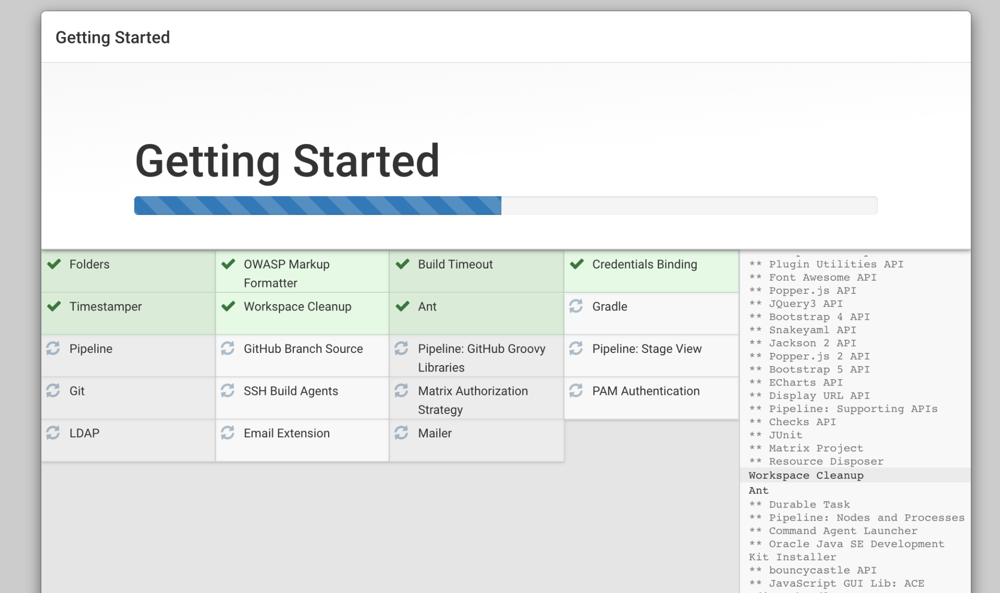 Getting Started
Getting Started
Folders
OWASP Markup
Formatter
Build Timeout
Credentials Binding
Timestamper
Workspace Cleanup
Ant
Gradle
Pipeline
GitHub Branch Source
Pipeline: GitHub Groovy
Libraries
Pipeline: Stage View
Git
SSH Build Agents
Matrix Authorization
Strategy
PAM Authentication
LDAP
Email Extension
Mailer
** Plugin Utilities API
** Font Awesome API
** Popper.js API
** JQuery3 API
** Bootstrap 4 API
** Snakeyaml API
** Jackson 2 API
** Popper.js 2 API
** Bootstrap 5 API
** ECharts API
** Display URL API
** Pipeline: Supporting APIs
** Checks API
** JUnit
** Matrix Project
** Resource Disposer
Workspace Cleanup
Ant
** Durable Task
** Pipeline: Nodes and Processes
** Command Agent Launcher
** Oracle Java SE Development
Kit Installer
** bouncycastle API
** JavaScript GUI Lib: ACE